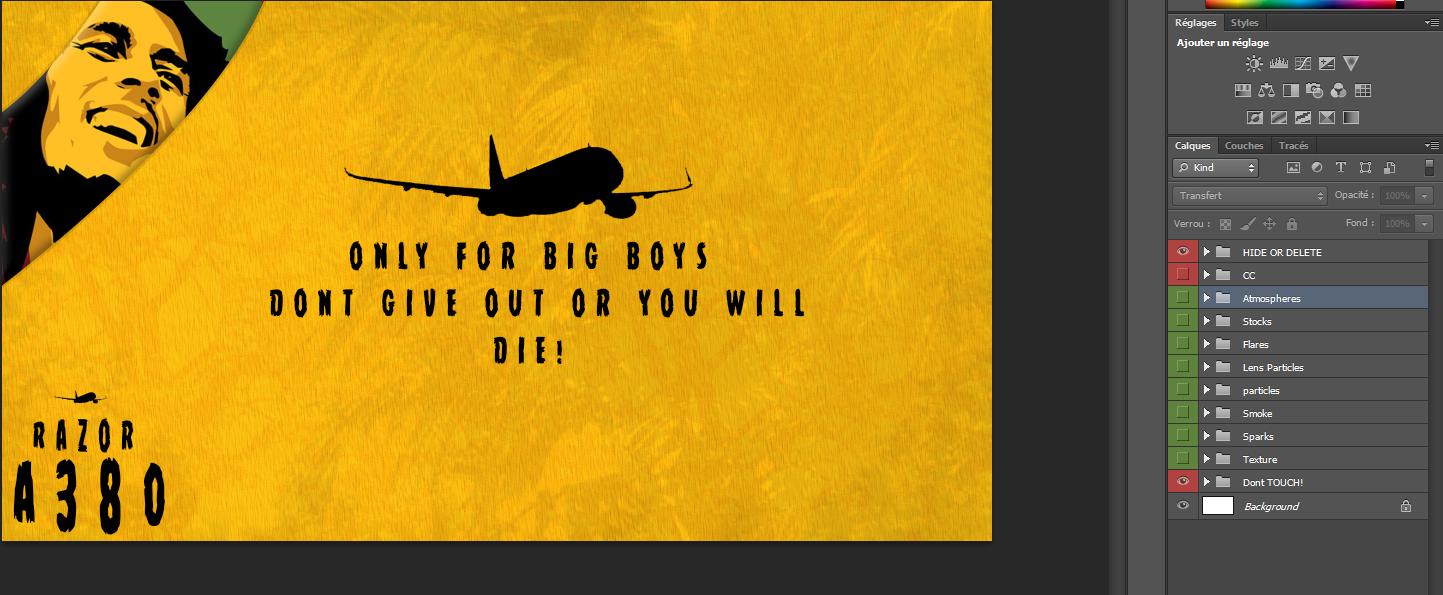 ONLY FOR BIG BOYS
DONT GIVE OUT OR YOU WILL
DIE!
RAZOR
A380
Réglages Styles
Ajouter un réglage
Calques Couches Tracés
Kind
Transfert Opacité : 100%
Verrou : Fond : 100%
HIDE OR DELETE
CC
Atmospheres
Stocks
Flares
Lens Particles
particles
Smoke
Sparks
Texture
Dont TOUCH!
Background